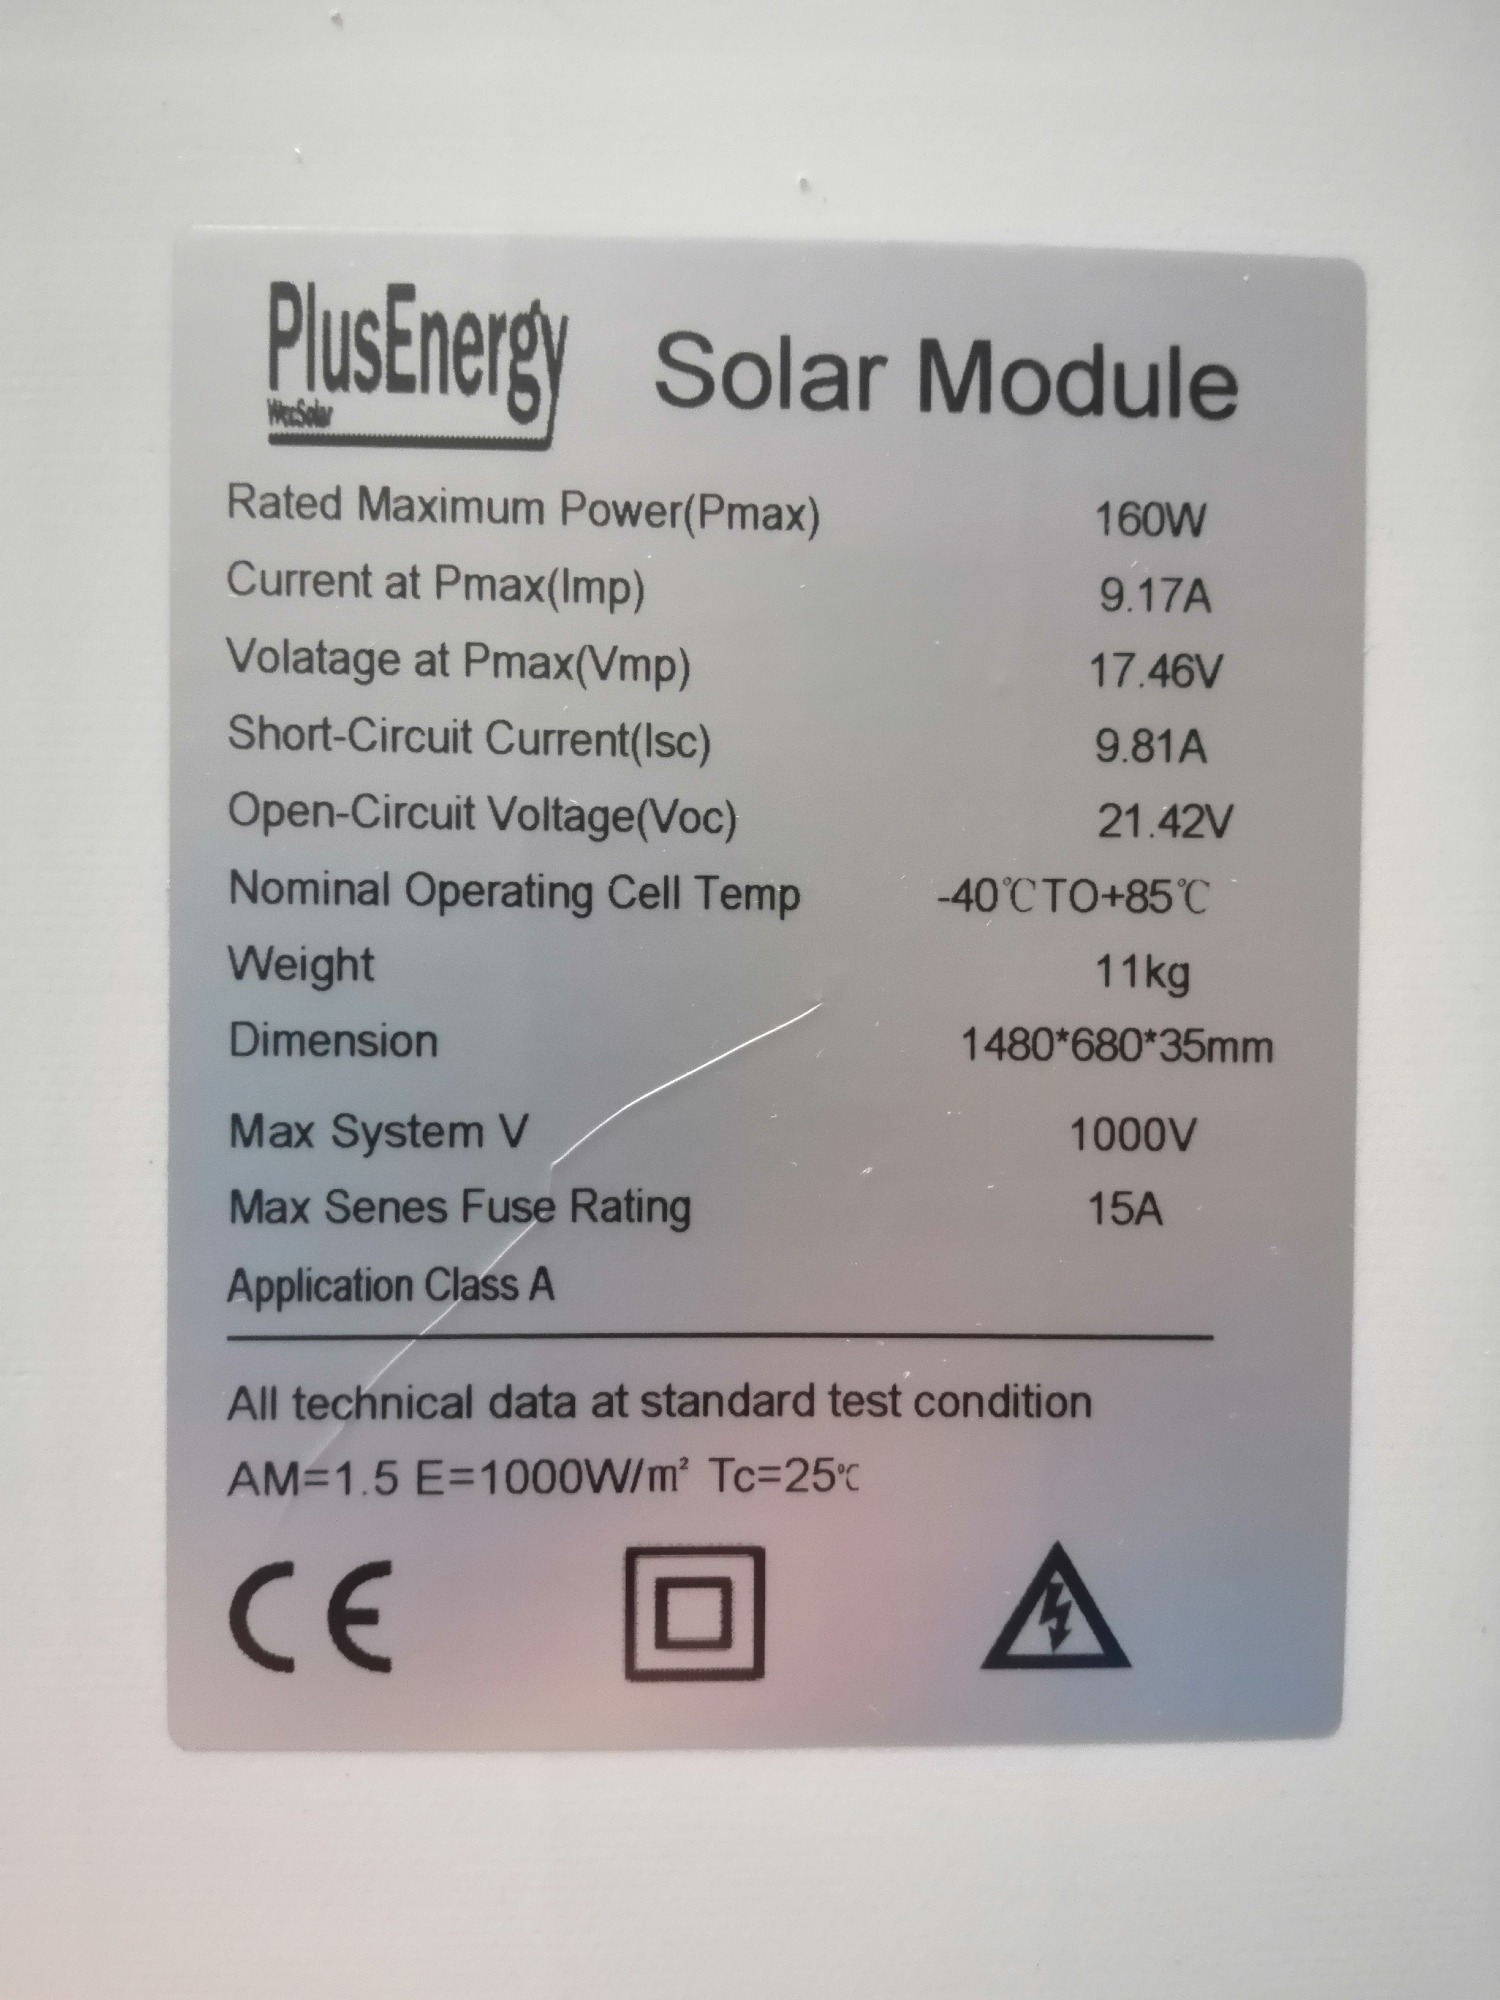 PlusEnergy
WccSolar
Solar Module
Rated Maximum Power(Pmax) 160W
Current at Pmax(Imp) 9.17A
Volatage at Pmax(Vmp) 17.46V
Short-Circuit Current(Isc) 9.81A
Open-Circuit Voltage(Voc) 21.42V
Nominal Operating Cell Temp -40℃TO+85℃
Weight 11kg
Dimension 1480*680*35mm
Max System V 1000V
Max Senes Fuse Rating 15A
Application Class A
All technical data at standard test condition
AM=1.5 E=1000W/m² Tc=25℃
CE